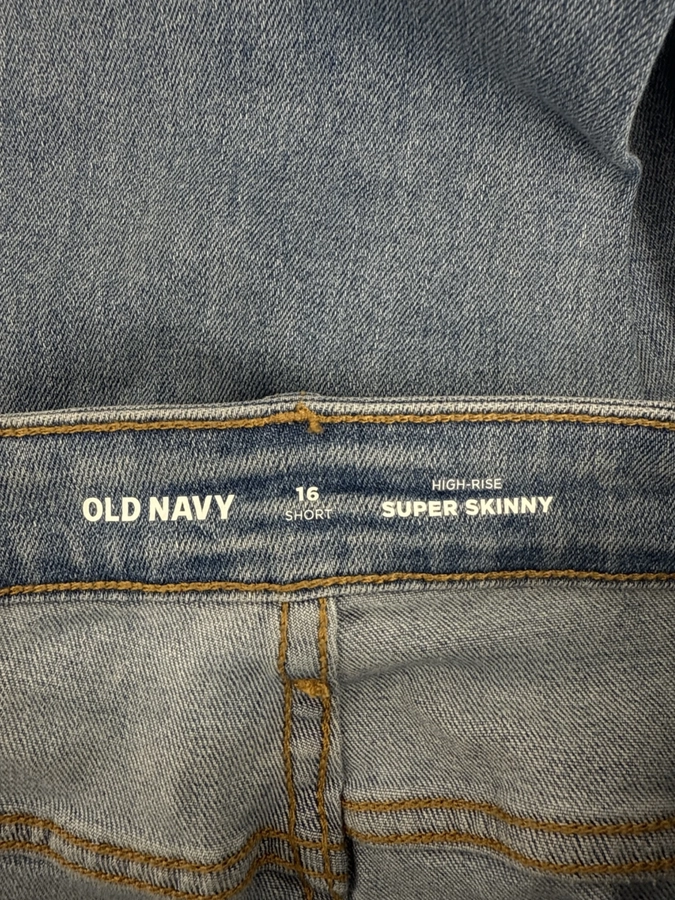 OLD NAVY
16
SHORT
HIGH-RISE
SUPER SKINNY